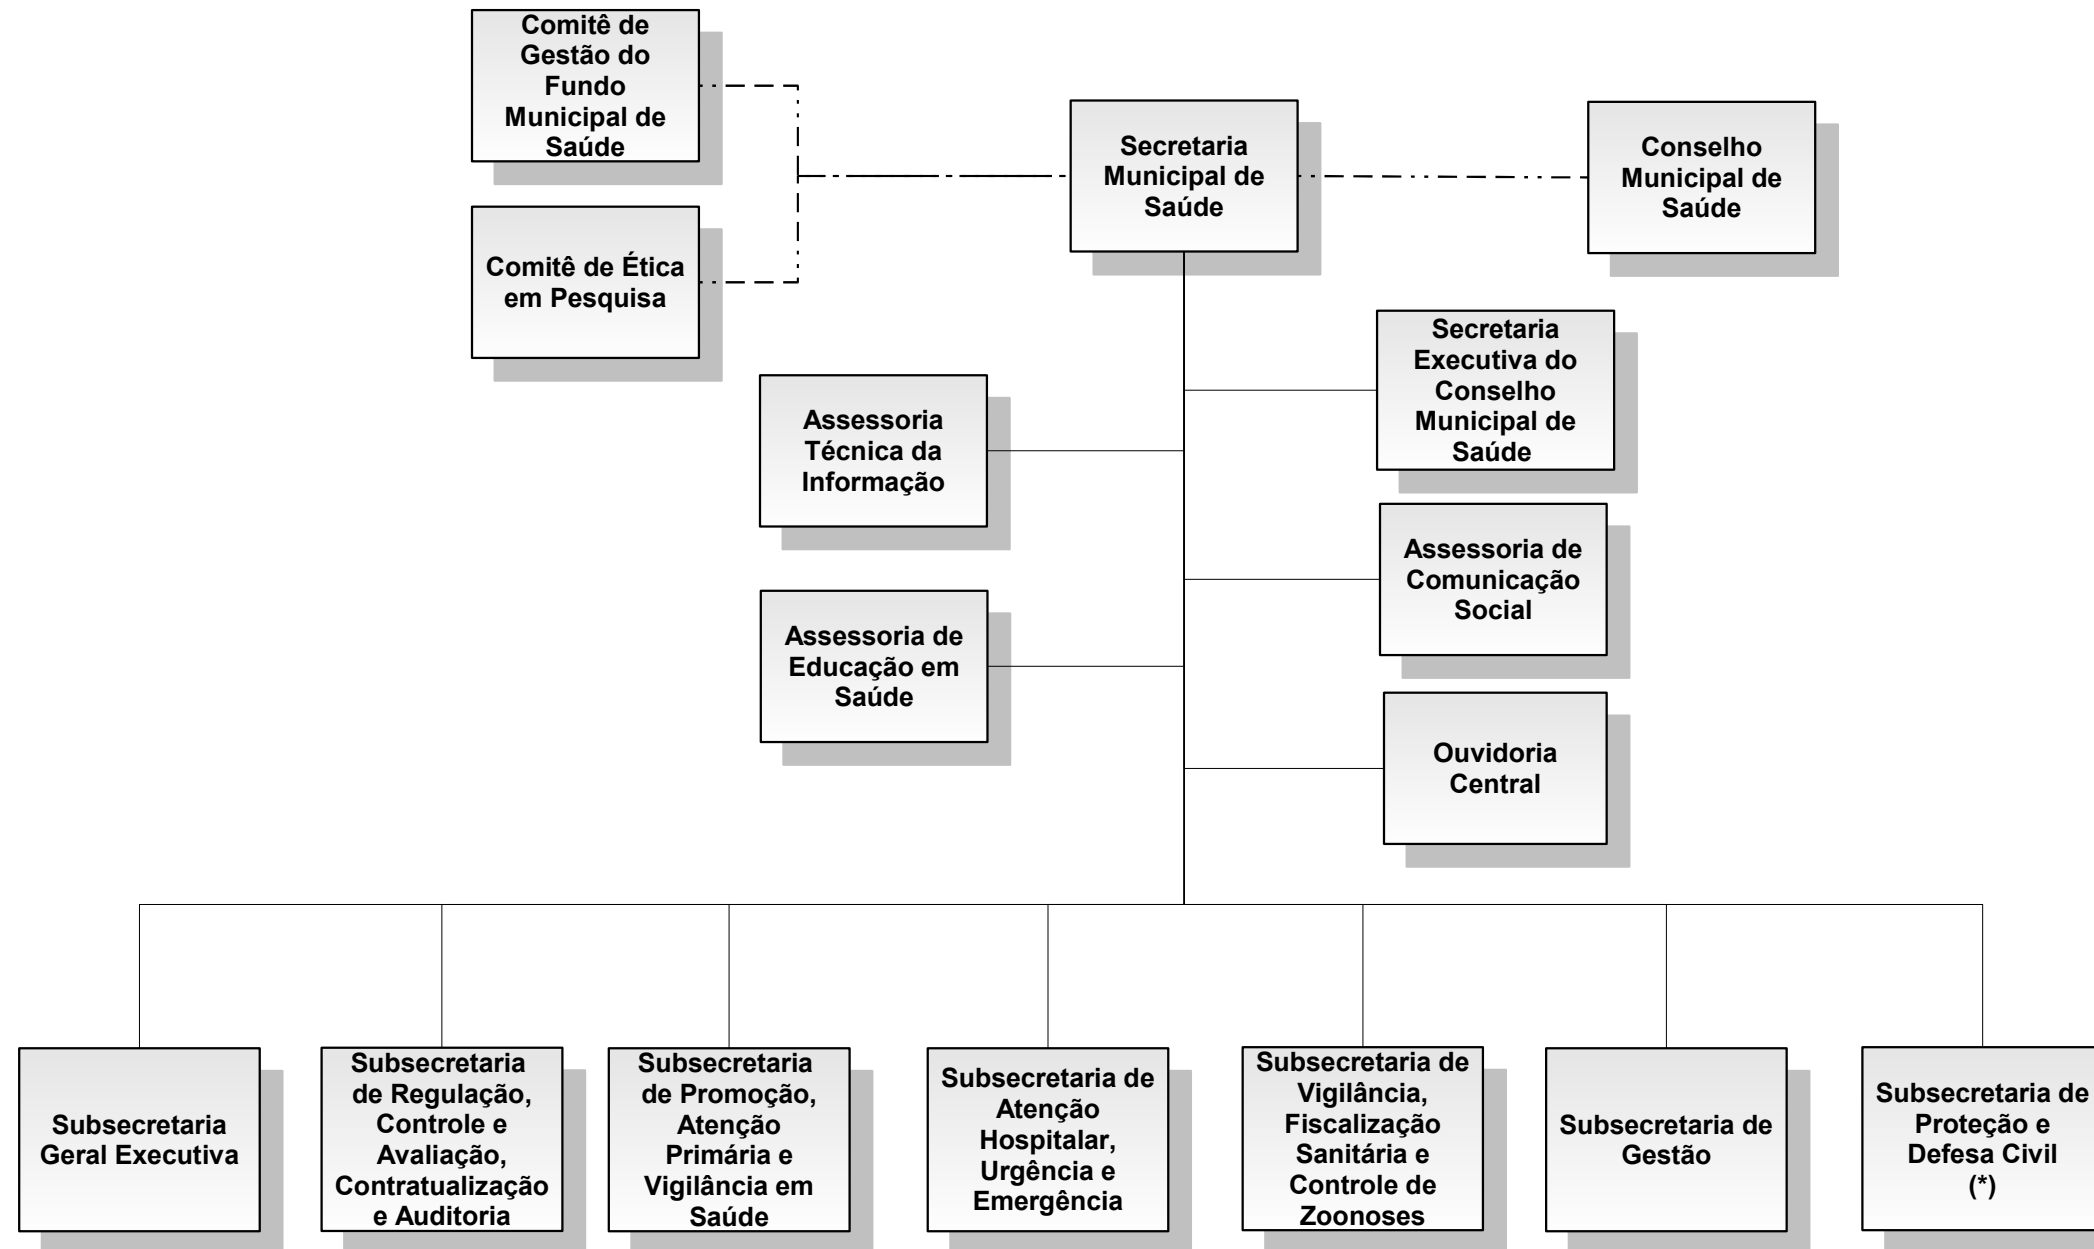 Comitê de
Gestão do
Fundo
Municipal de
Saúde
Secretaria
Municipal de
Saúde
Conselho
Municipal de
Saúde
Comitê de Ética
em Pesquisa
Secretaria
Executiva do
Conselho
Municipal de
Saúde
Assessoria
Técnica da
Informação
Assessoria de
Comunicação
Social
Assessoria de
Educação em
Saúde
Ouvidoria
Central
Subsecretaria
Geral Executiva
Subsecretaria
de Regulação,
Controle e
Avaliação,
Contratualização
e Auditoria
Subsecretaria
de Promoção,
Atenção
Primária e
Vigilância em
Saúde
Subsecretaria de
Atenção
Hospitalar,
Urgência e
Emergência
Subsecretaria de
Vigilância,
Fiscalização
Sanitária e
Controle de
Zoonoses
Subsecretaria de
Gestão
Subsecretaria de
Proteção e
Defesa Civil
(*)